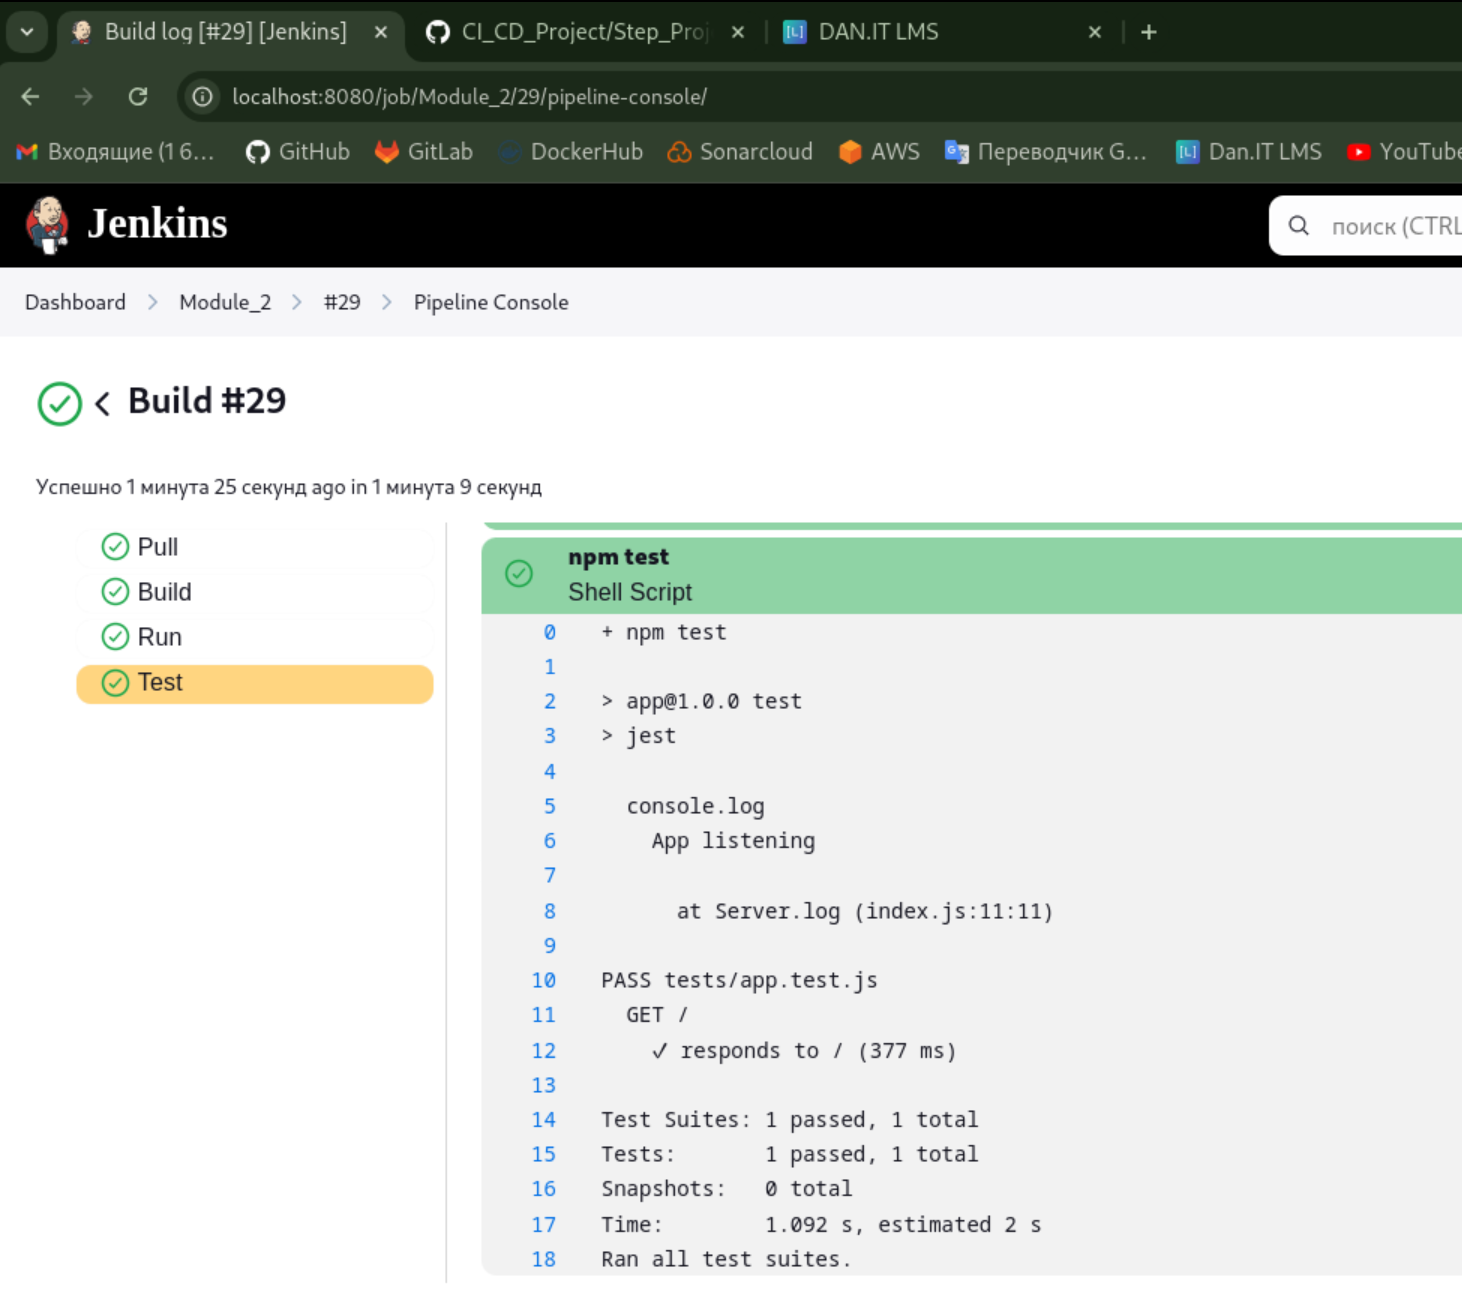 Build log [#29] [Jenkins]
CI_CD_Project/Step_Proj
DAN.IT LMS
localhost:8080/job/Module_2/29/pipeline-console/
Входящие (1 6...
GitHub
GitLab
DockerHub
Sonarcloud
AWS
Переводчик G...
Dan.IT LMS
YouTube
Jenkins
поиск (CTRL
Dashboard
Module_2
#29
Pipeline Console
Build #29
Успешно 1 минута 25 секунд ago in 1 минута 9 секунд
Pull
Build
Run
Test
npm test
Shell Script
0 + npm test
1
2 > app@1.0.0 test
3 > jest
4
5 console.log
6 App listening
7
8 at Server.log (index.js:11:11)
9
10 PASS tests/app.test.js
11 GET /
12 ✓ responds to / (377 ms)
13
14 Test Suites: 1 passed, 1 total
15 Tests: 1 passed, 1 total
16 Snapshots: 0 total
17 Time: 1.092 s, estimated 2 s
18 Ran all test suites.